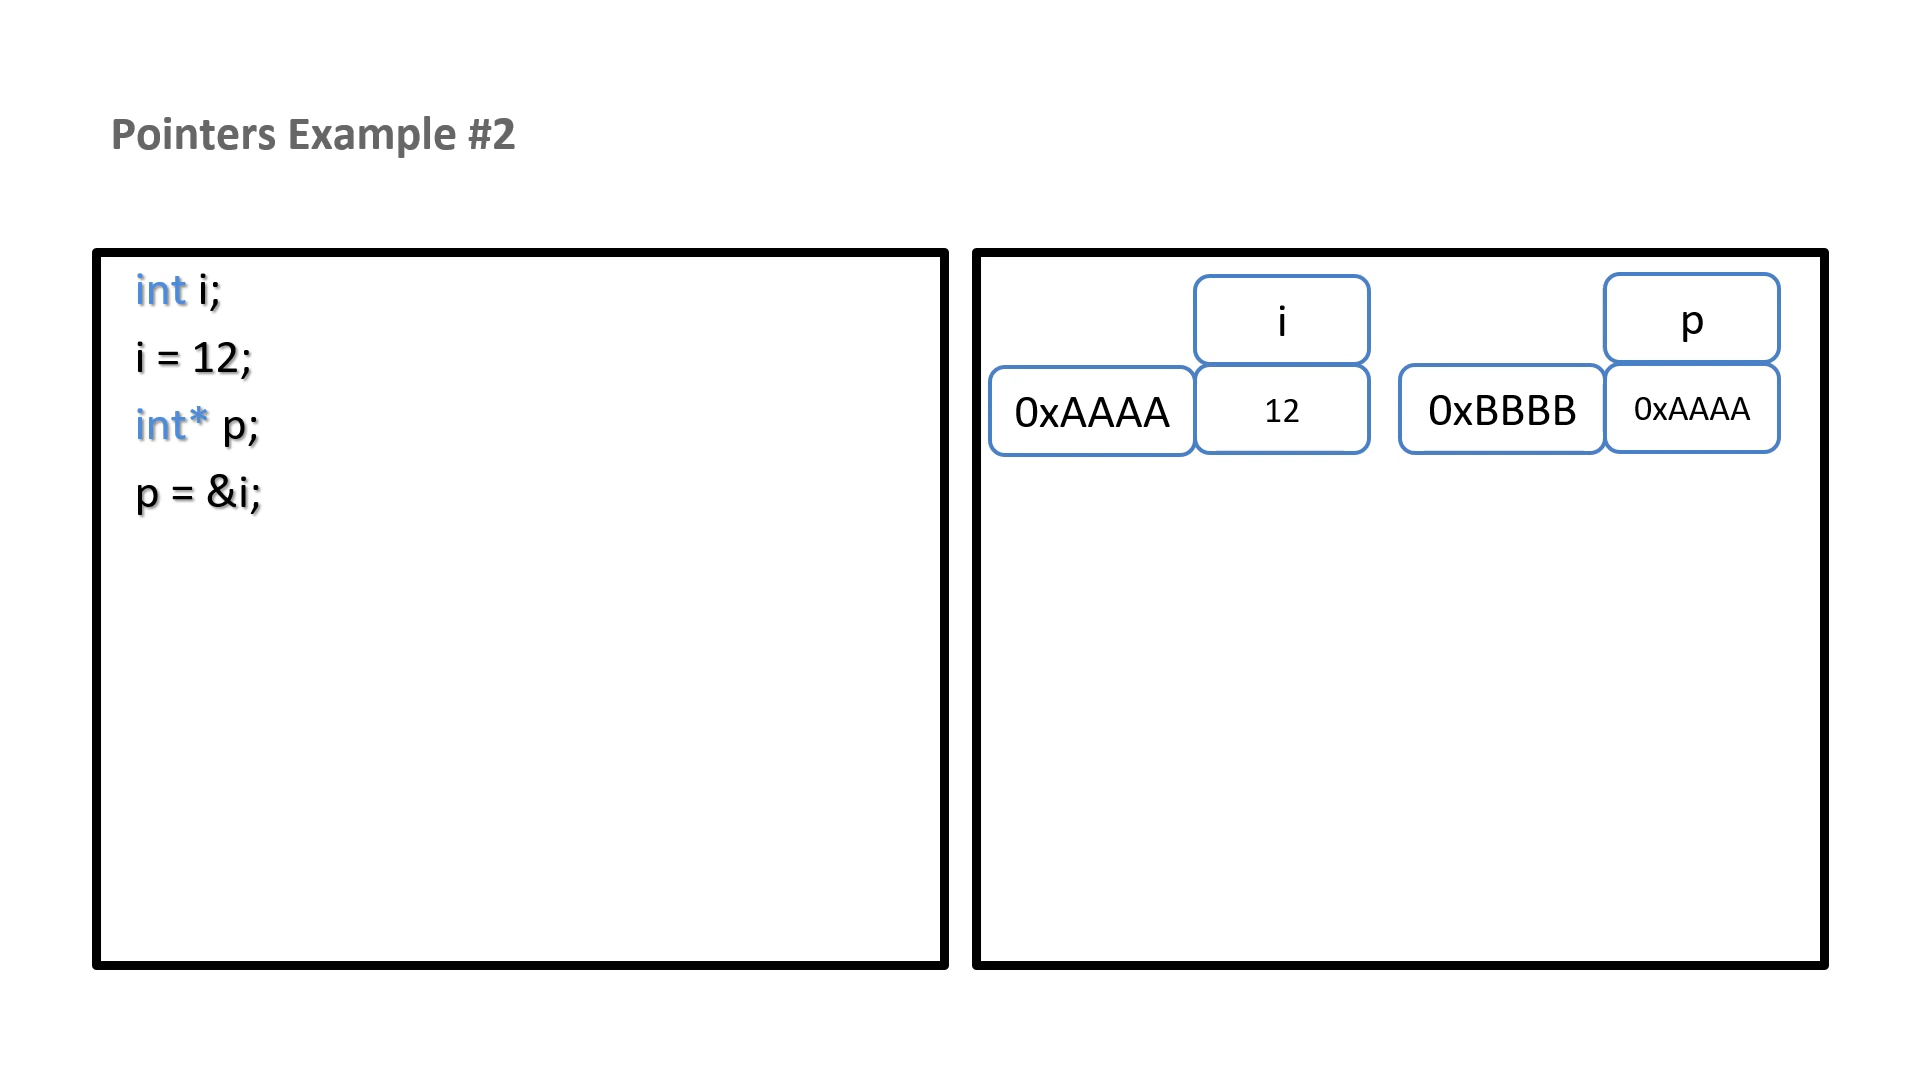 Pointers Example #2
int i;
i = 12;
int* p;
p = &i;
i
p
0xAAAA
12
0xBBBB
0xAAAA